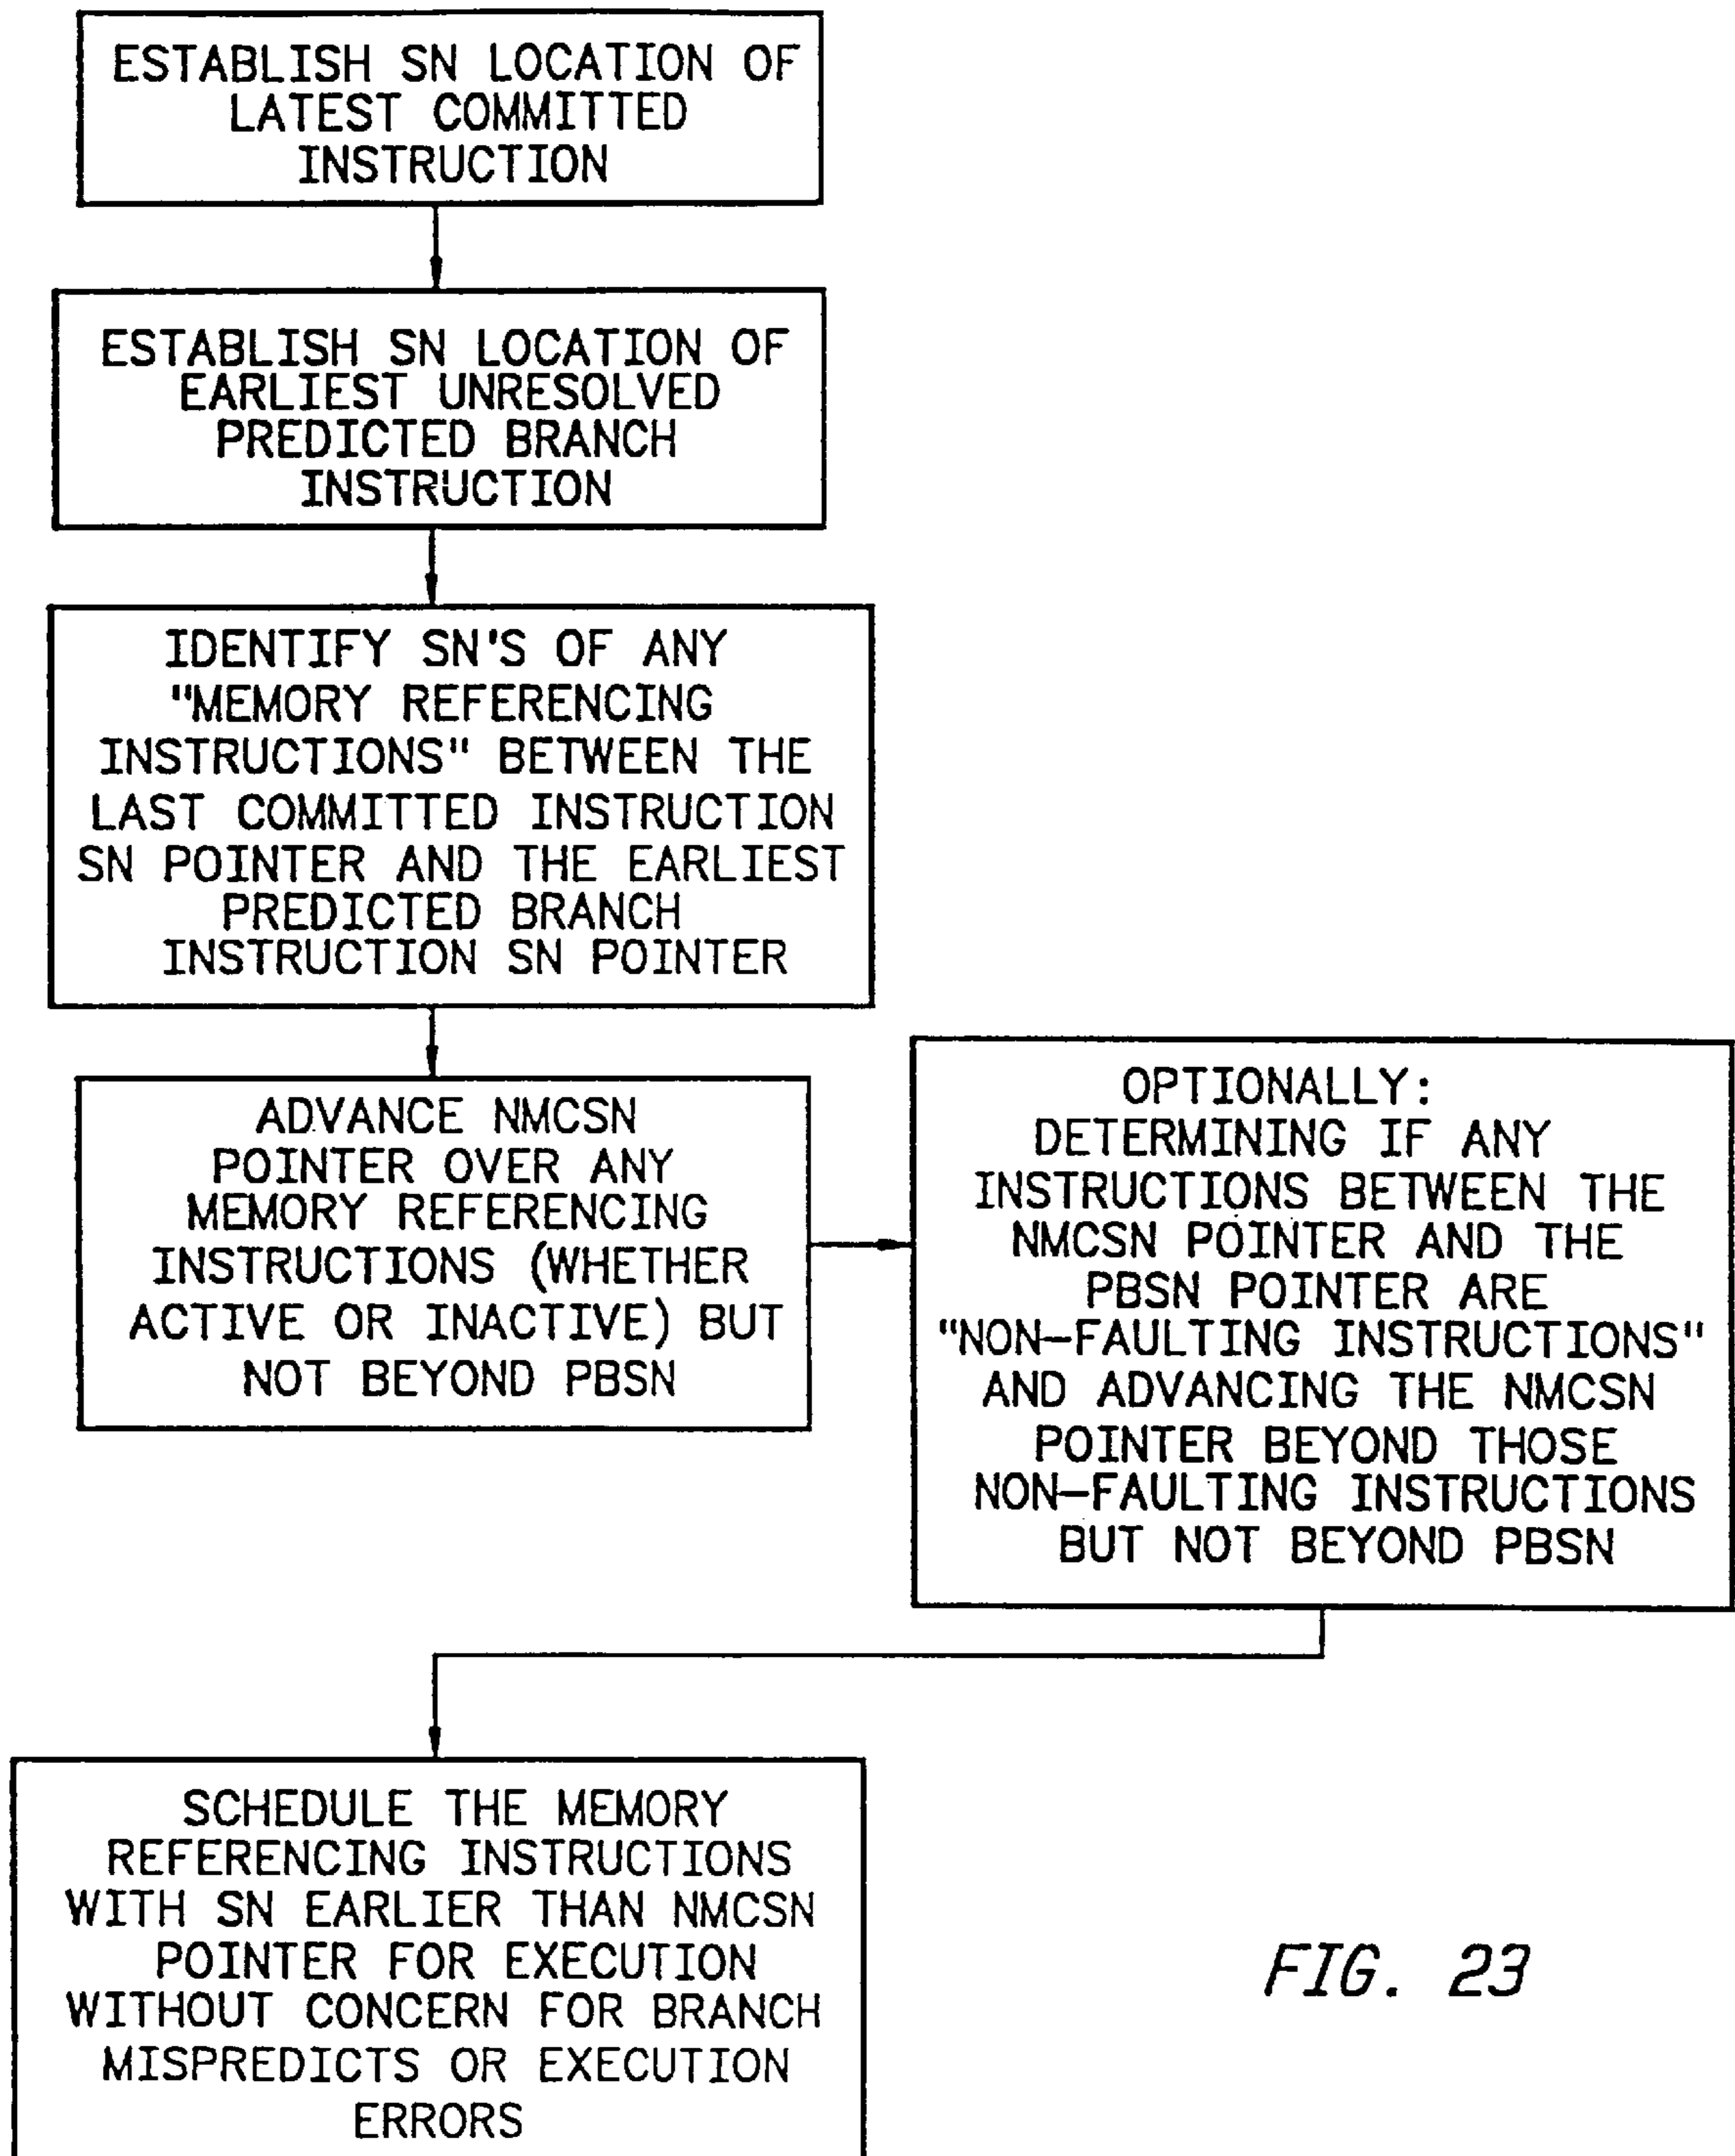 ESTABLISH SN LOCATION OF
LATEST COMMITTED
INSTRUCTION
ESTABLISH SN LOCATION OF
EARLIEST UNRESOLVED
PREDICTED BRANCH
INSTRUCTION
IDENTIFY SN'S OF ANY
"MEMORY REFERENCING
INSTRUCTIONS" BETWEEN THE
LAST COMMITTED INSTRUCTION
SN POINTER AND THE EARLIEST
PREDICTED BRANCH
INSTRUCTION SN POINTER
ADVANCE NMCSN
POINTER OVER ANY
MEMORY REFERENCING
INSTRUCTIONS (WHETHER
ACTIVE OR INACTIVE) BUT
NOT BEYOND PBSN
OPTIONALLY:
DETERMINING IF ANY
INSTRUCTIONS BETWEEN THE
NMCSN POINTER AND THE
PBSN POINTER ARE
"NON-FAULTING INSTRUCTIONS"
AND ADVANCING THE NMCSN
POINTER BEYOND THOSE
NON-FAULTING INSTRUCTIONS
BUT NOT BEYOND PBSN
SCHEDULE THE MEMORY
REFERENCING INSTRUCTIONS
WITH SN EARLIER THAN NMCSN
POINTER FOR EXECUTION
WITHOUT CONCERN FOR BRANCH
MISPREDICTS OR EXECUTION
ERRORS
FIG. 23